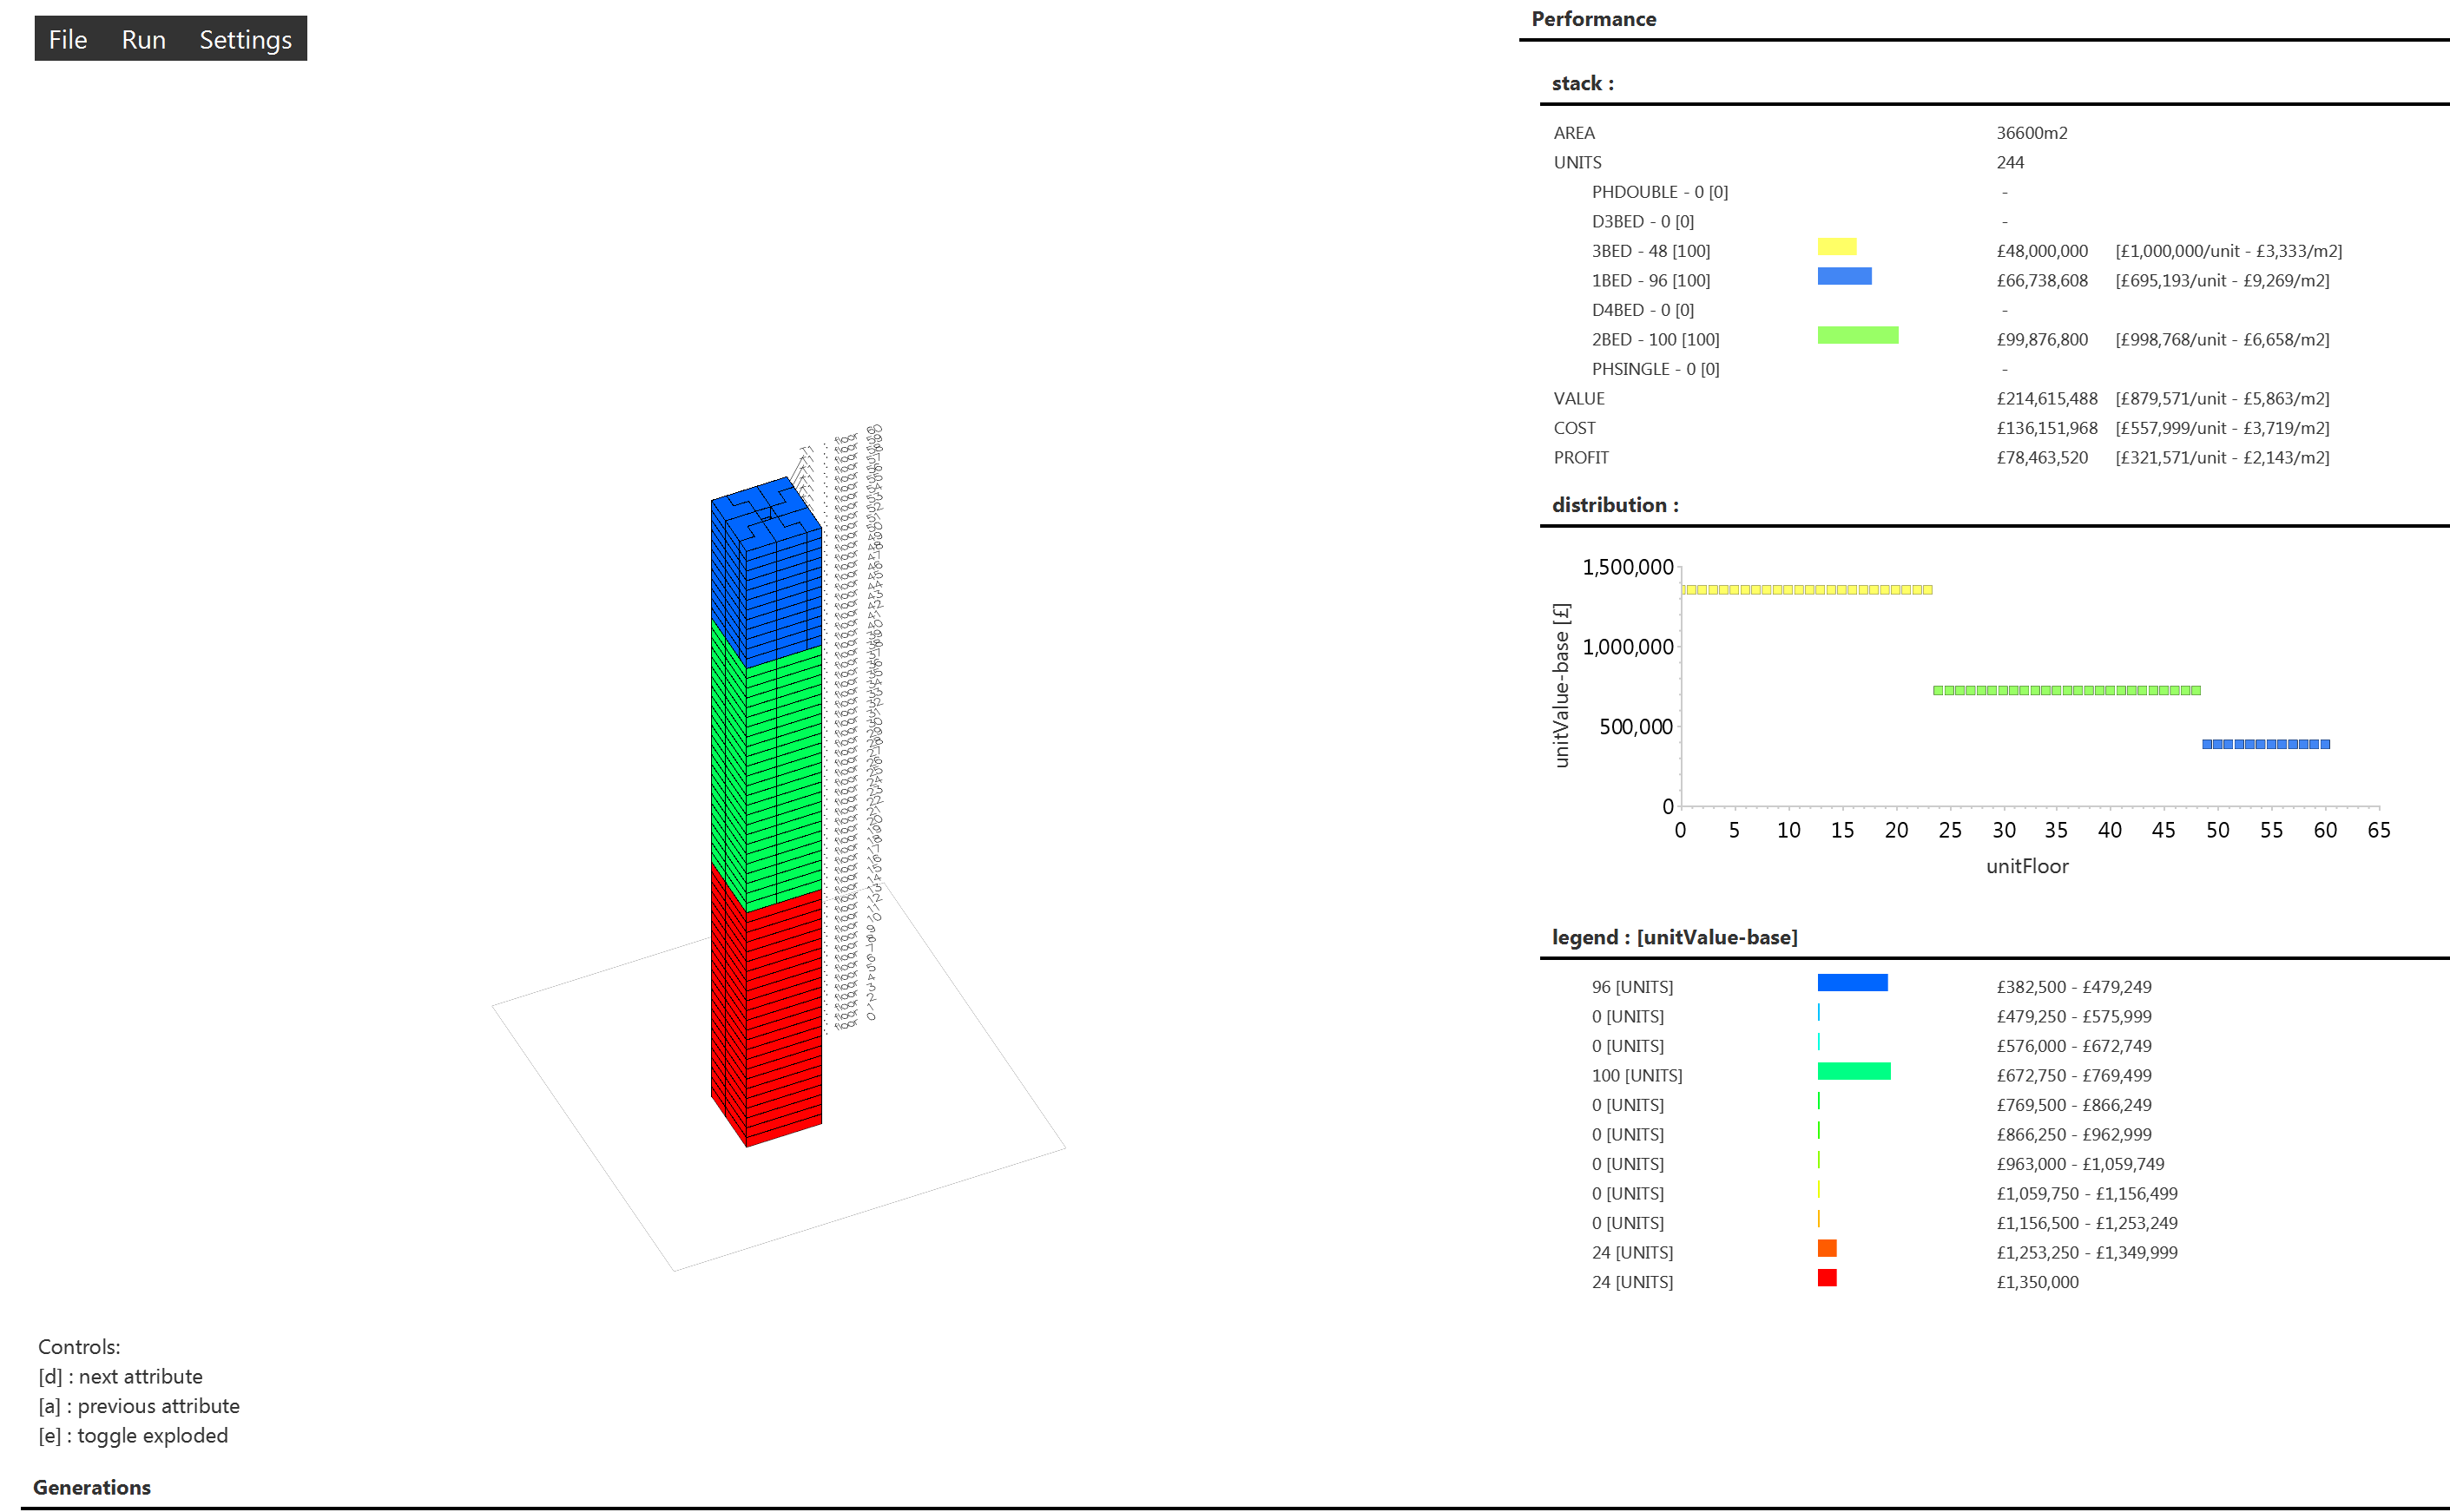 File Run Settings
Performance
stack :
AREA 36600m2
UNITS 244
PHDOUBLE - 0 [0] -
D3BED - 0 [0] -
3BED - 48 [100] £48,000,000 [£1,000,000/unit - £3,333/m2]
1BED - 96 [100] £66,738,608 [£695,193/unit - £9,269/m2]
D4BED - 0 [0] -
2BED - 100 [100] £99,876,800 [£998,768/unit - £6,658/m2]
PHSINGLE - 0 [0] -
VALUE £214,615,488 [£879,571/unit - £5,863/m2]
COST £136,151,968 [£557,999/unit - £3,719/m2]
PROFIT £78,463,520 [£321,571/unit - £2,143/m2]
distribution :
unitValue-base [£]
1,500,000
1,000,000
500,000
0
0 5 10 15 20 25 30 35 40 45 50 55 60 65
unitFloor
legend : [unitValue-base]
96 [UNITS] £382,500 - £479,249
0 [UNITS] £479,250 - £575,999
0 [UNITS] £576,000 - £672,749
100 [UNITS] £672,750 - £769,499
0 [UNITS] £769,500 - £866,249
0 [UNITS] £866,250 - £962,999
0 [UNITS] £963,000 - £1,059,749
0 [UNITS] £1,059,750 - £1,156,499
0 [UNITS] £1,156,500 - £1,253,249
24 [UNITS] £1,253,250 - £1,349,999
24 [UNITS] £1,350,000
Controls:
[d] : next attribute
[a] : previous attribute
[e] : toggle exploded
Generations